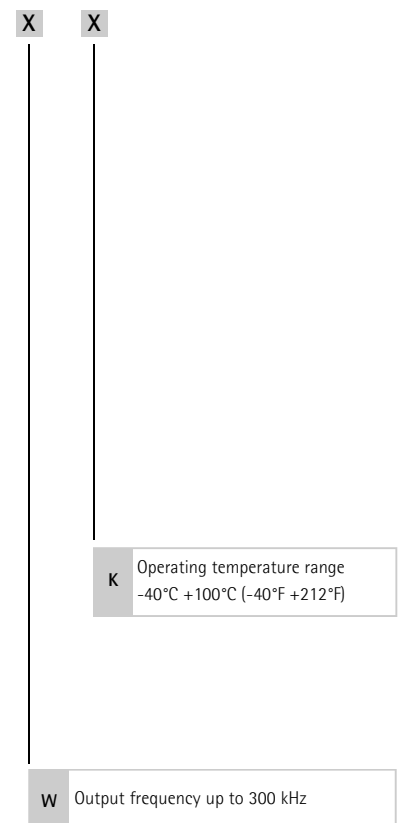 X X
K Operating temperature range
-40°C +100°C (-40°F +212°F)
W Output frequency up to 300 kHz